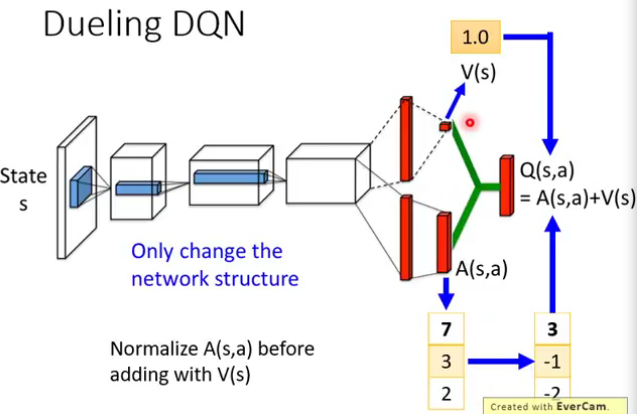 Dueling DQN
1.0
V(s)
State
s
Q(s,a)
= A(s,a)+V(s)
Only change the
network structure
A(s,a)
Normalize A(s,a) before
adding with V(s)
7
3
2
3
-1
-2
Created with EverCam.